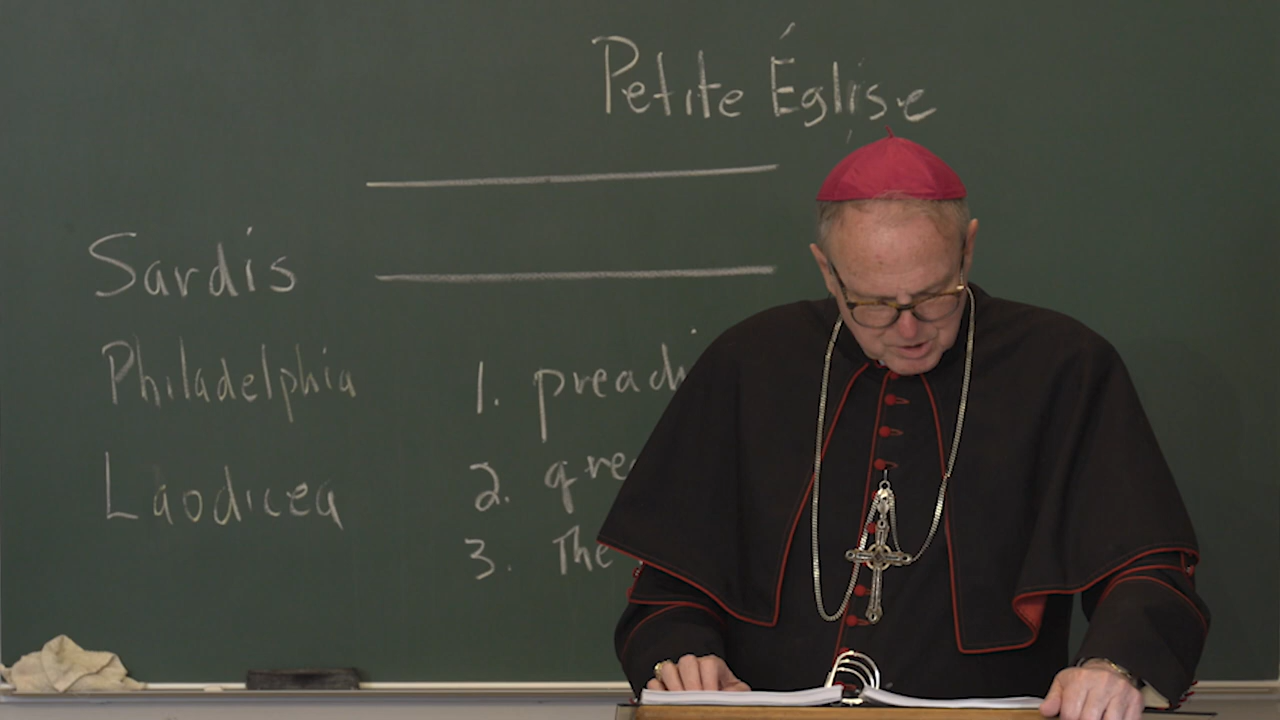 Petite Église
Sardis
Philadelphia
Laodicea
1. preach
2. gre
3. The